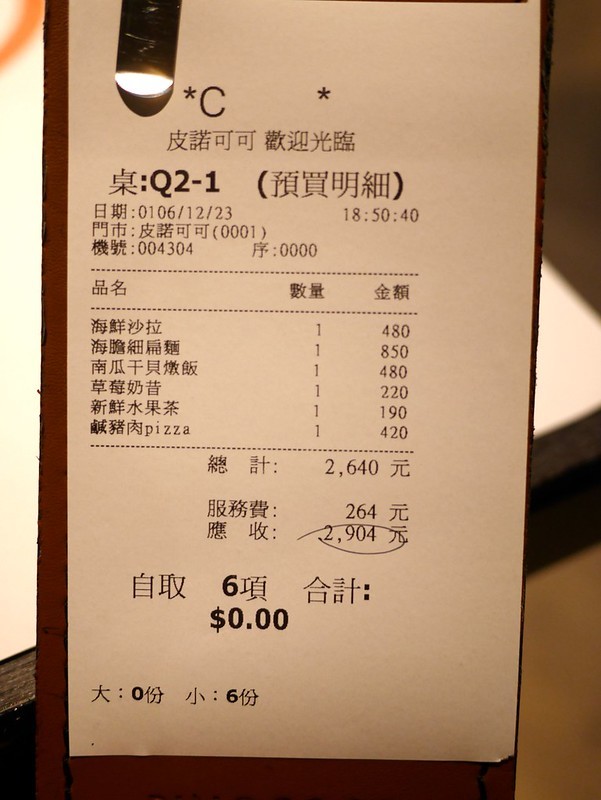 *C *
皮諾可可 歡迎光臨
桌:Q2-1 (預買明細)
日期:0106/12/23 18:50:40
門市:皮諾可可(0001)
機號:004304 序:0000
品名 數量 金額
海鮮沙拉 1 480
海膽細扁麵 1 850
南瓜干貝燉飯 1 480
草莓奶昔 1 220
新鮮水果茶 1 190
鹹豬肉pizza 1 420
總 計: 2,640 元
服務費: 264 元
應 收: 2,904 元
自取 6項 合計:
$0.00
大：0份 小：6份